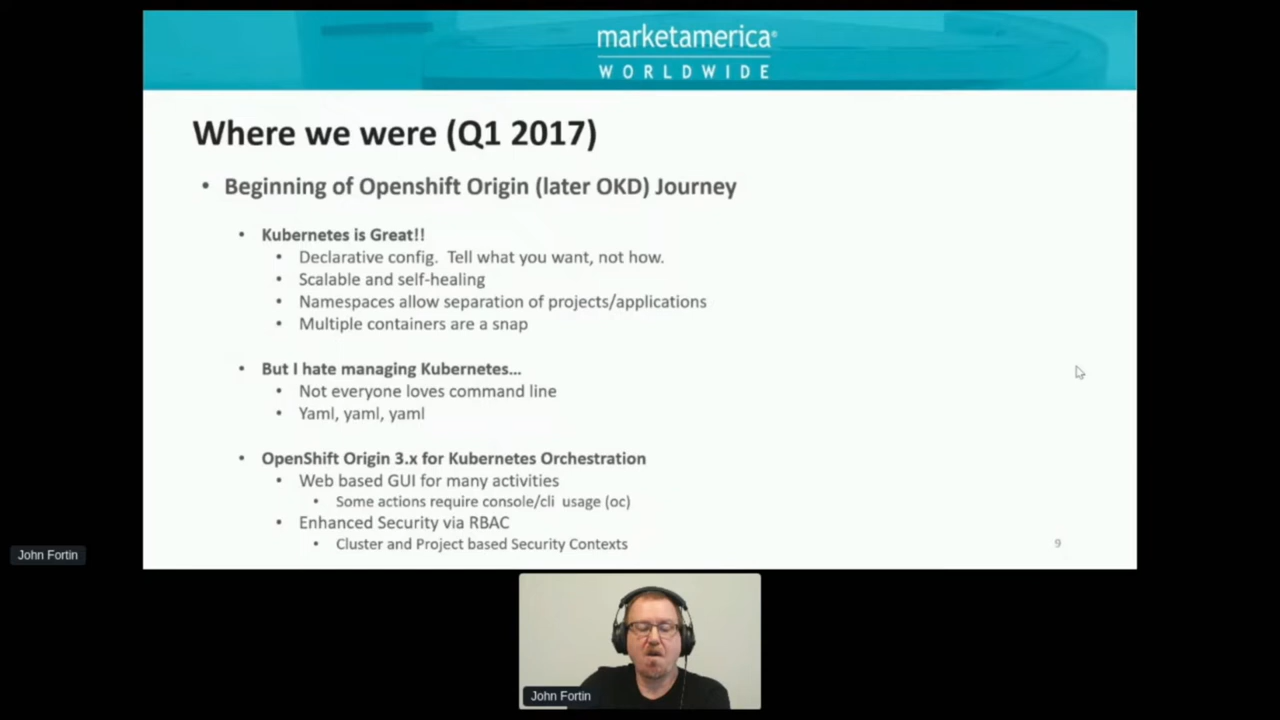 marketamerica®
WORLDWIDE
Where we were (Q1 2017)
• Beginning of Openshift Origin (later OKD) Journey
• Kubernetes is Great!!
• Declarative config.  Tell what you want, not how.
• Scalable and self-healing
• Namespaces allow separation of projects/applications
• Multiple containers are a snap
• But I hate managing Kubernetes...
• Not everyone loves command line
• Yaml, yaml, yaml
• OpenShift Origin 3.x for Kubernetes Orchestration
• Web based GUI for many activities
• Some actions require console/cli  usage (oc)
• Enhanced Security via RBAC
• Cluster and Project based Security Contexts
9
John Fortin
John Fortin